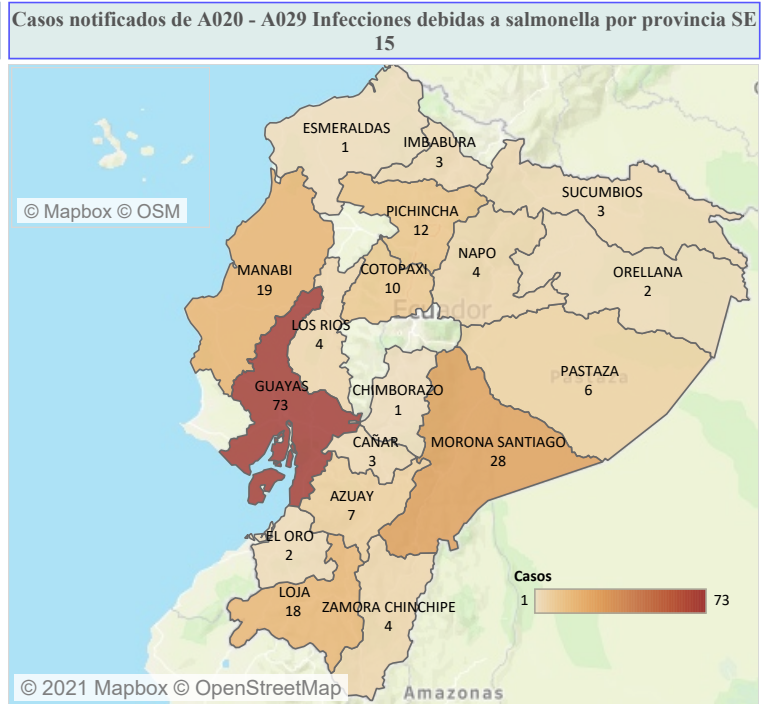 Casos notificados de A020 - A029 Infecciones debidas a salmonella por provincia SE
15
ESMERALDAS
1
IMBABURA
3
SUCUMBIOS
3
© Mapbox © OSM
PICHINCHA
12
NAPO
4
MANABI
19
COTOPAXI
10
ORELLANA
2
Ecuador
LOS RIOS
4
PASTAZA
6
Pastaza
GUAYAS
73
CHIMBORAZO
1
CAÑAR
3
MORONA SANTIAGO
28
AZUAY
7
EL ORO
2
Casos
1
73
LOJA
18
ZAMORA CHINCHIPE
4
© 2021 Mapbox © OpenStreetMap
Amazonas